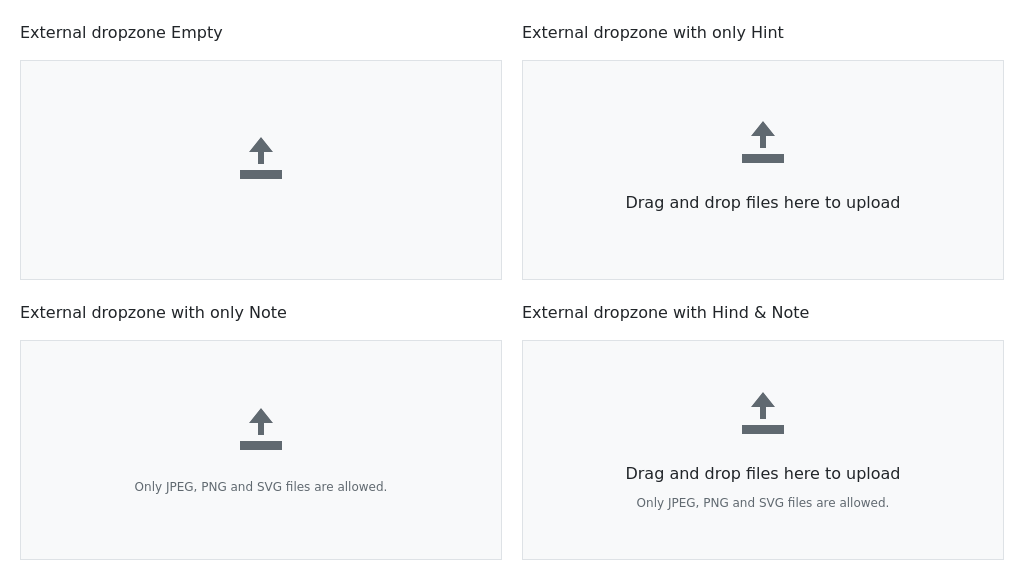 External dropzone Empty
External dropzone with only Hint
Drag and drop files here to upload
External dropzone with only Note
Only JPEG, PNG and SVG files are allowed.
External dropzone with Hind & Note
Drag and drop files here to upload
Only JPEG, PNG and SVG files are allowed.